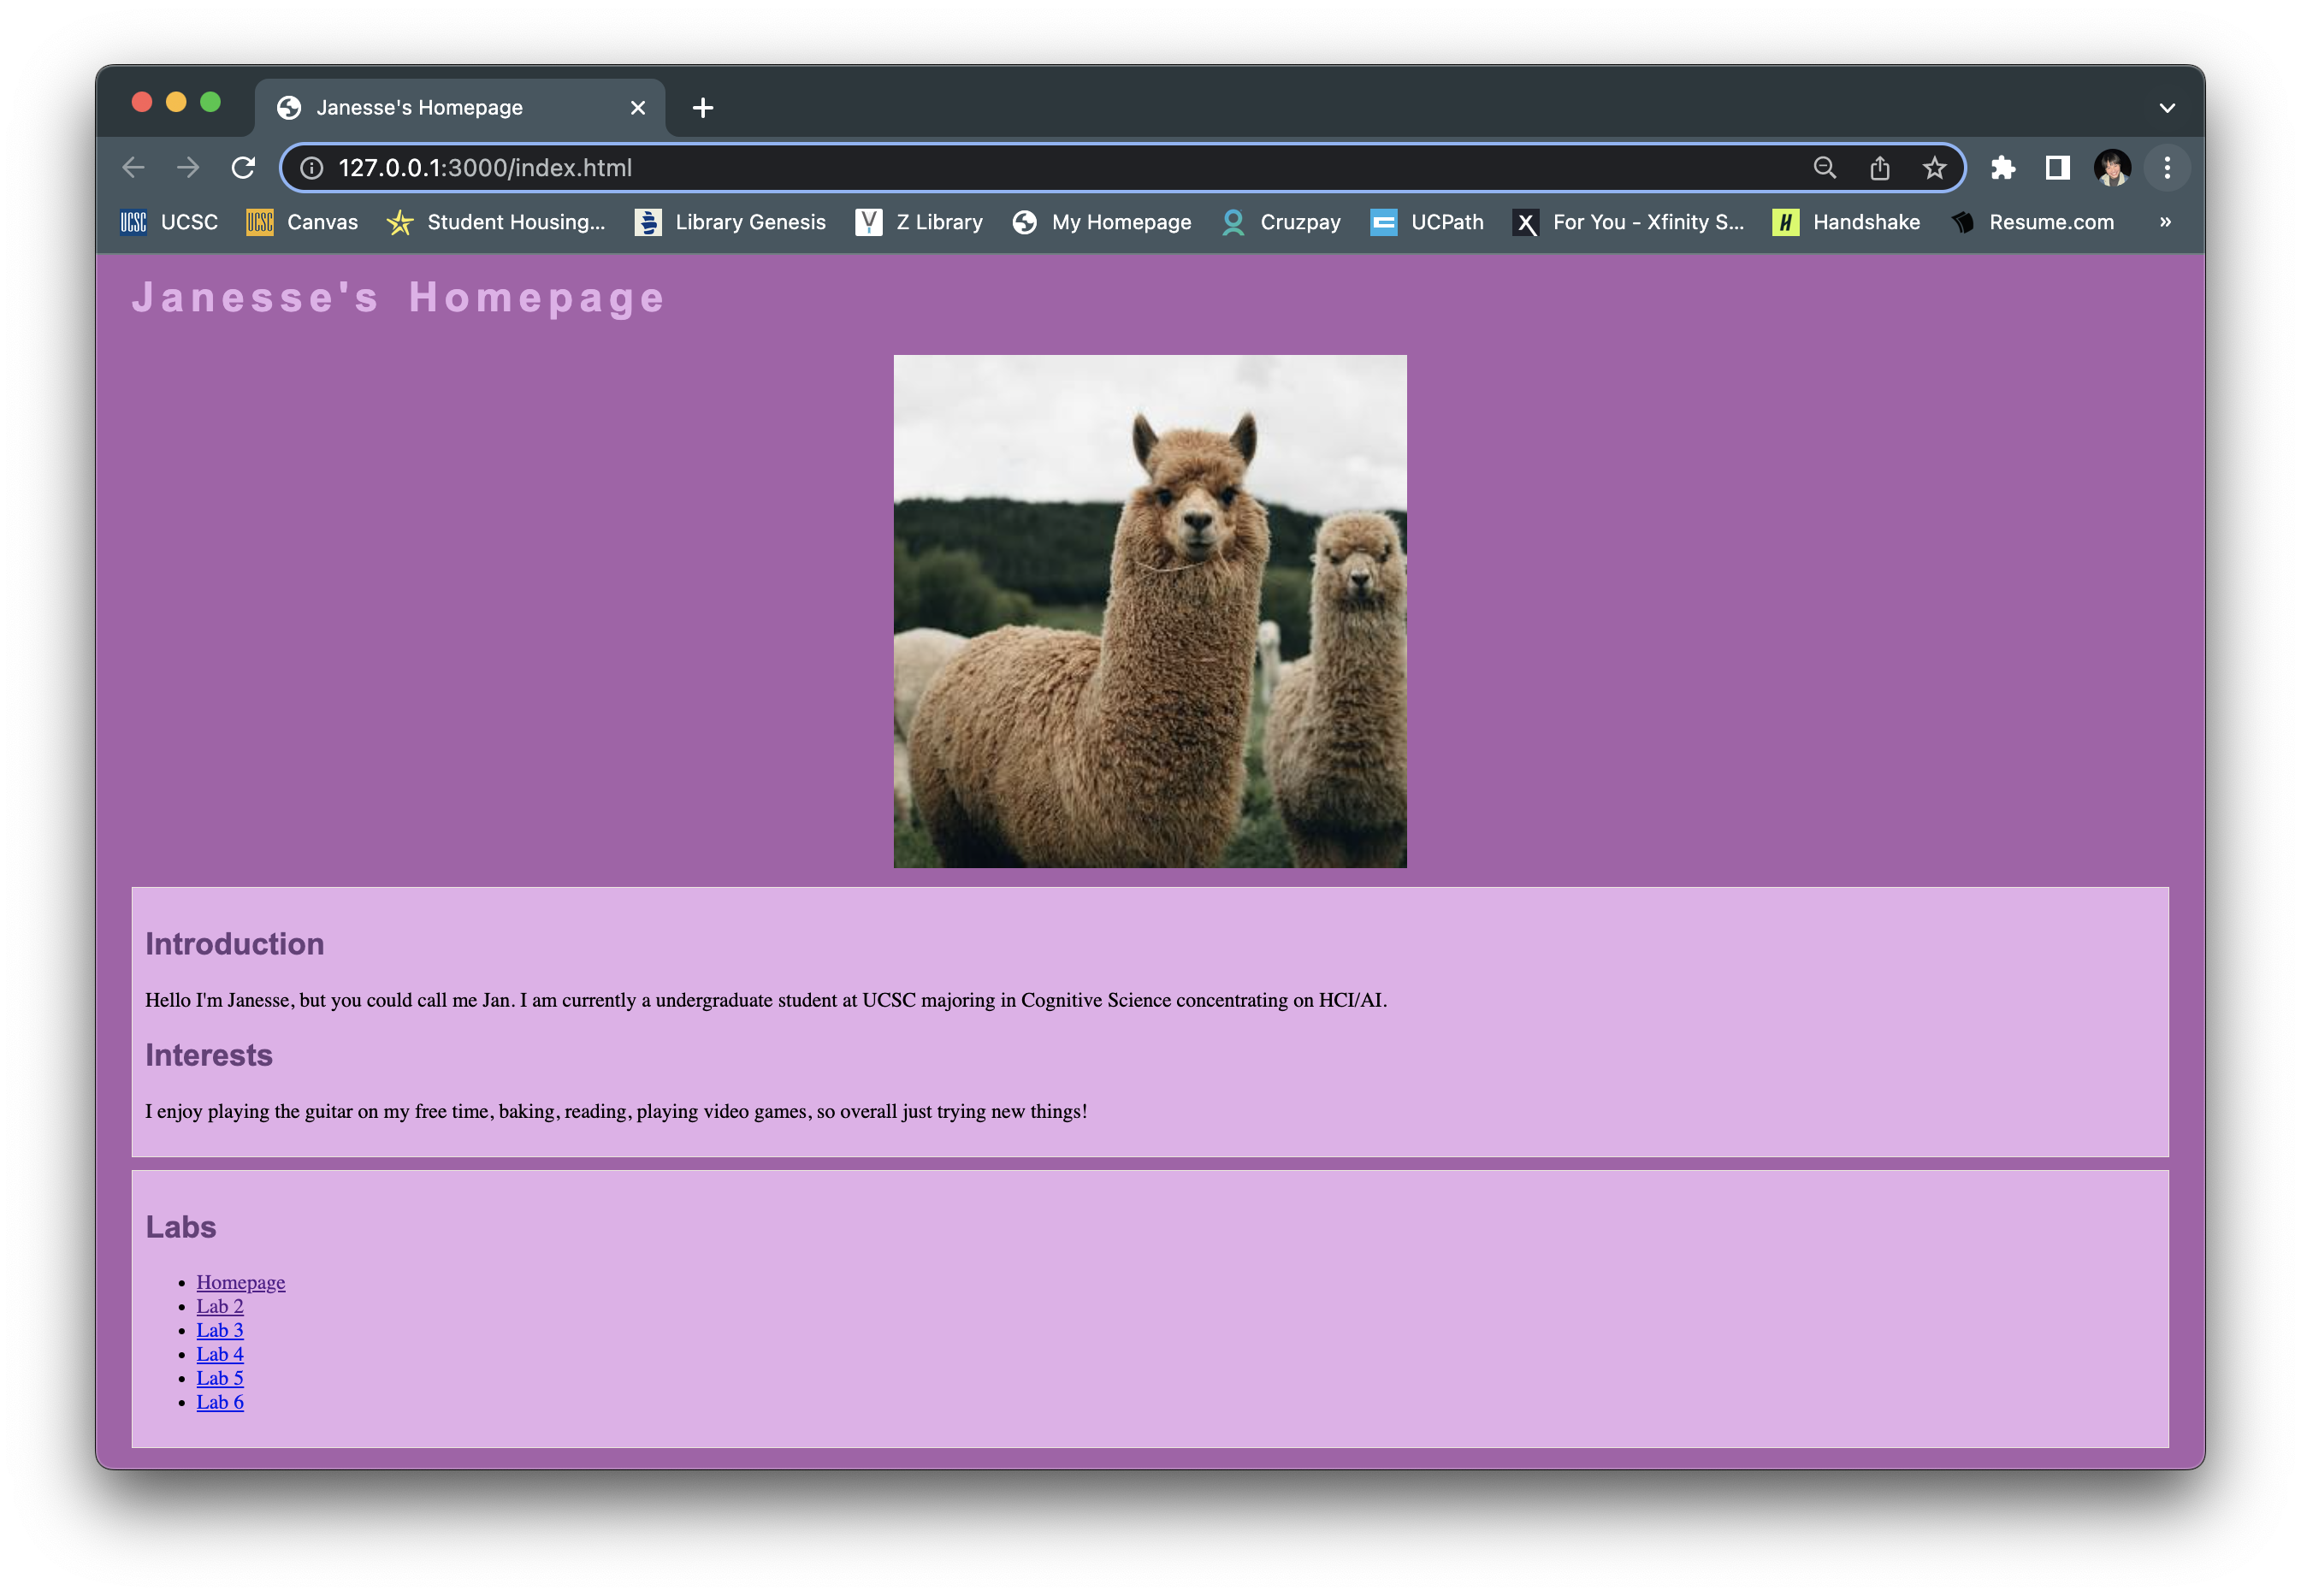 Janesse's Homepage
127.0.0.1:3000/index.html
UCSC UCSC UCSC Canvas Student Housing... Library Genesis Z Library My Homepage Cruzpay UCPath X For You - Xfinity S... H Handshake Resume.com »
Janesse's Homepage
Introduction
Hello I'm Janesse, but you could call me Jan. I am currently a undergraduate student at UCSC majoring in Cognitive Science concentrating on HCI/AI.
Interests
I enjoy playing the guitar on my free time, baking, reading, playing video games, so overall just trying new things!
Labs
Homepage
Lab 2
Lab 3
Lab 4
Lab 5
Lab 6